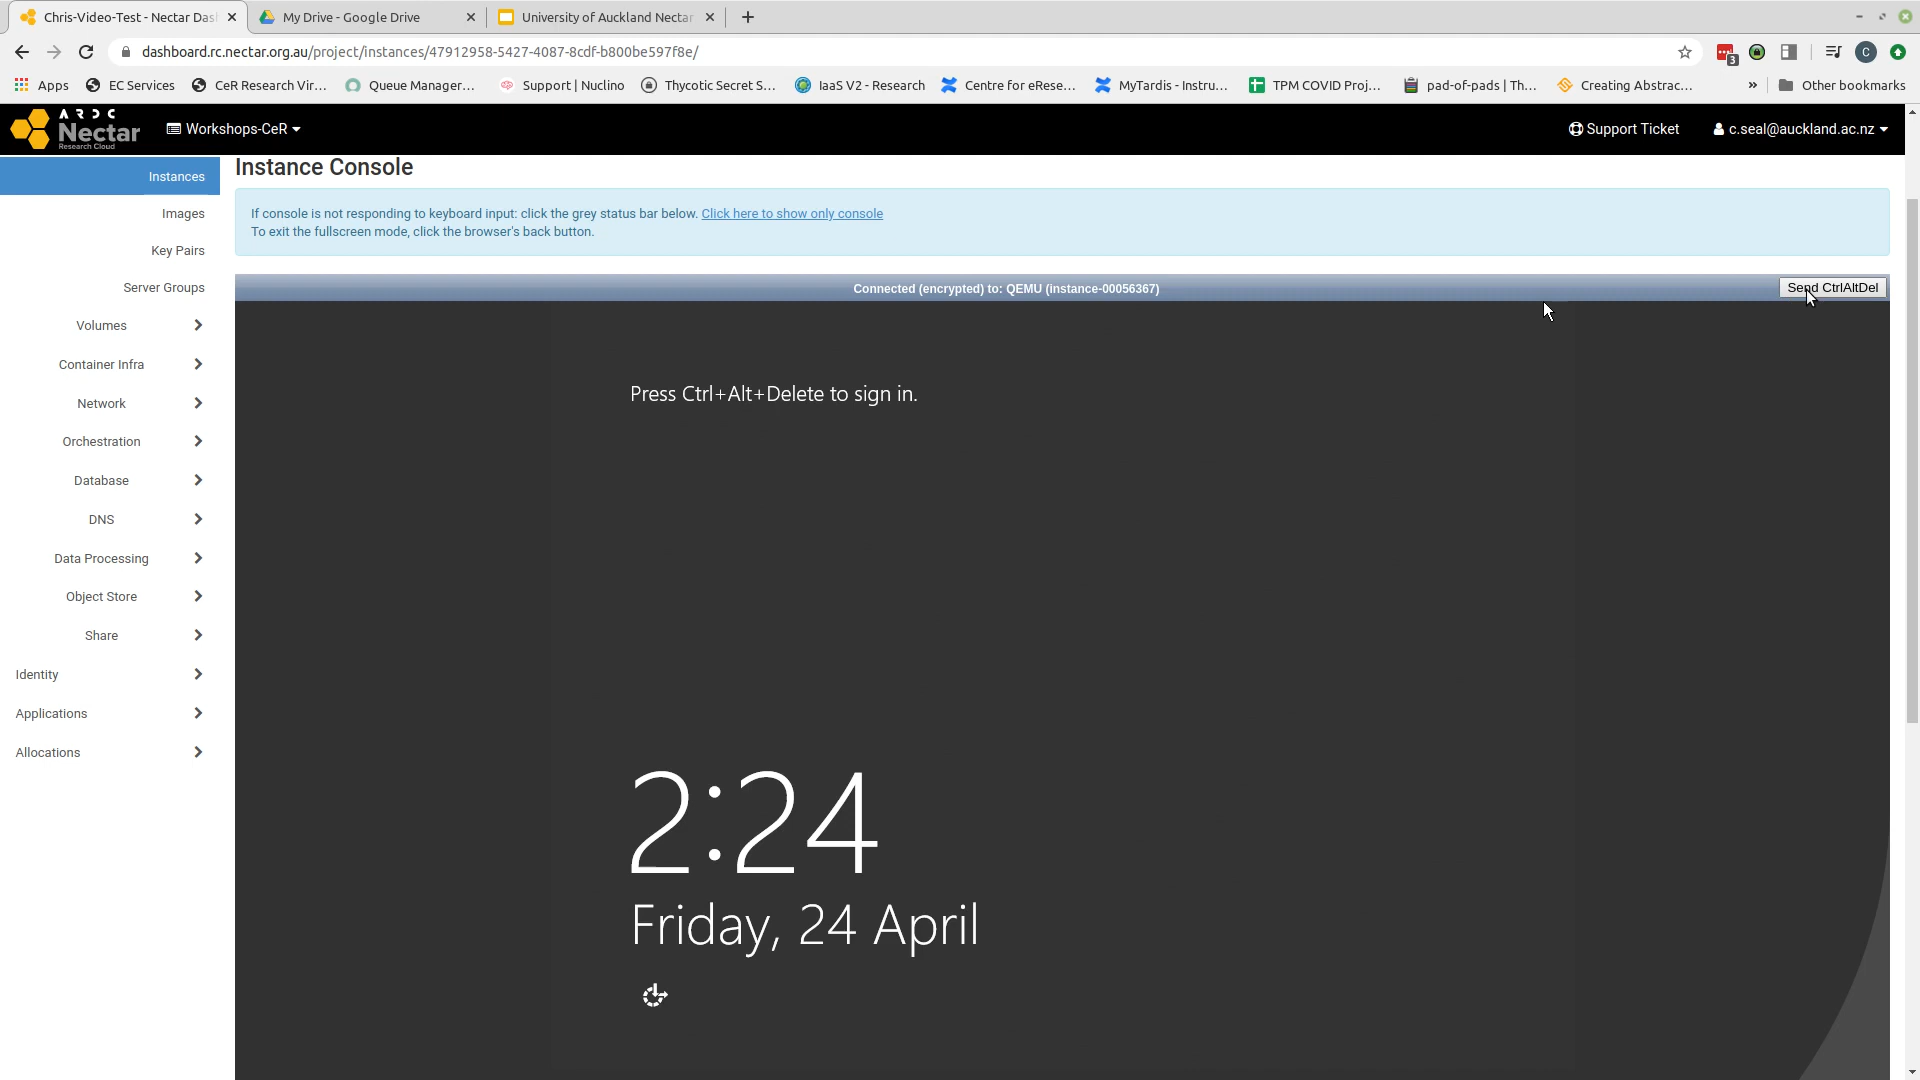 Chris-Video-Test - Nectar Das
My Drive - Google Drive
University of Auckland Nectar
dashboard.rc.nectar.org.au/project/instances/47912958-5427-4087-8cdf-b800be597f8e/
3
C
Apps
EC Services
CeR Research Vir...
Queue Manager...
Support | Nuclino
Thycotic Secret S...
IaaS V2 - Research
Centre for eRese...
MyTardis - Instru...
TPM COVID Proj...
pad-of-pads | Th...
Creating Abstrac...
»
Other bookmarks
ARDC
Nectar
Research Cloud
Workshops-CeR
Support Ticket
c.seal@auckland.ac.nz
Instances
Images
Key Pairs
Server Groups
Volumes
Container Infra
Network
Orchestration
Database
DNS
Data Processing
Object Store
Share
Identity
Applications
Allocations
Instance Console
If console is not responding to keyboard input: click the grey status bar below. Click here to show only console
To exit the fullscreen mode, click the browser's back button.
Connected (encrypted) to: QEMU (instance-00056367)
Send CtrlAltDel
Press Ctrl+Alt+Delete to sign in.
2:24
Friday, 24 April